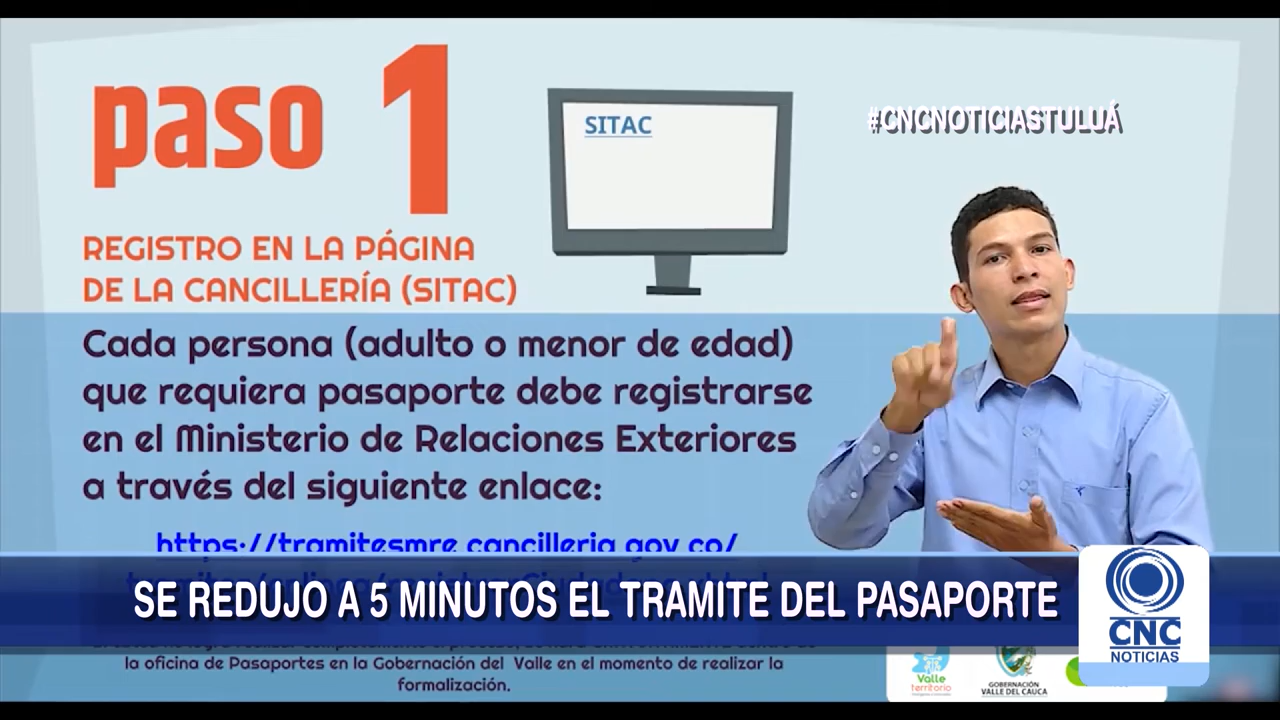 paso 1
SITAC
#CNCNOTICIASTULUÁ
REGISTRO EN LA PÁGINA
DE LA CANCILLERÍA (SITAC)
Cada persona (adulto o menor de edad)
que requiera pasaporte debe registrarse
en el Ministerio de Relaciones Exteriores
a través del siguiente enlace:
https://tramitesmre.cancilleria.gov.co/
SE REDUJO A 5 MINUTOS EL TRAMITE DEL PASAPORTE
la oficina de Pasaportes en la Gobernación del Valle en el momento de realizar la
formalización.
Valle
territorio
GOBERNACIÓN
VALLE DEL CAUCA
CNC
NOTICIAS